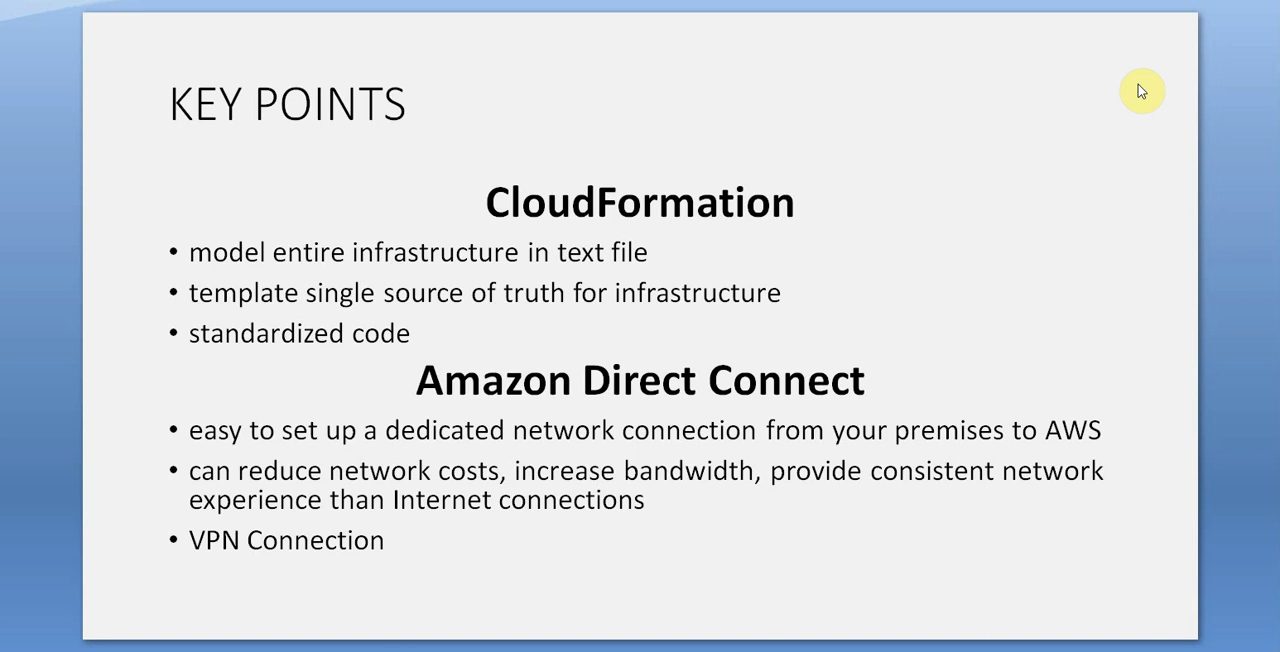 KEY POINTS
CloudFormation
• model entire infrastructure in text file
• template single source of truth for infrastructure
• standardized code
Amazon Direct Connect
• easy to set up a dedicated network connection from your premises to AWS
• can reduce network costs, increase bandwidth, provide consistent network
experience than Internet connections
• VPN Connection